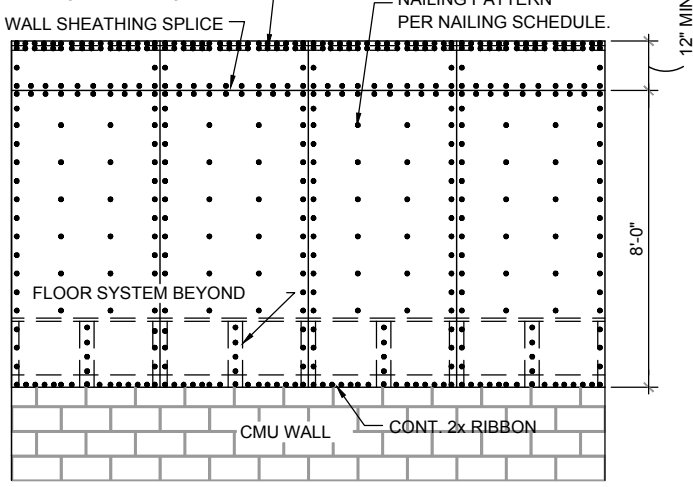 NAILING PATTERN
PER NAILING SCHEDULE.
WALL SHEATHING SPLICE
12" MIN
8'-0"
FLOOR SYSTEM BEYOND
CMU WALL
CONT. 2x RIBBON